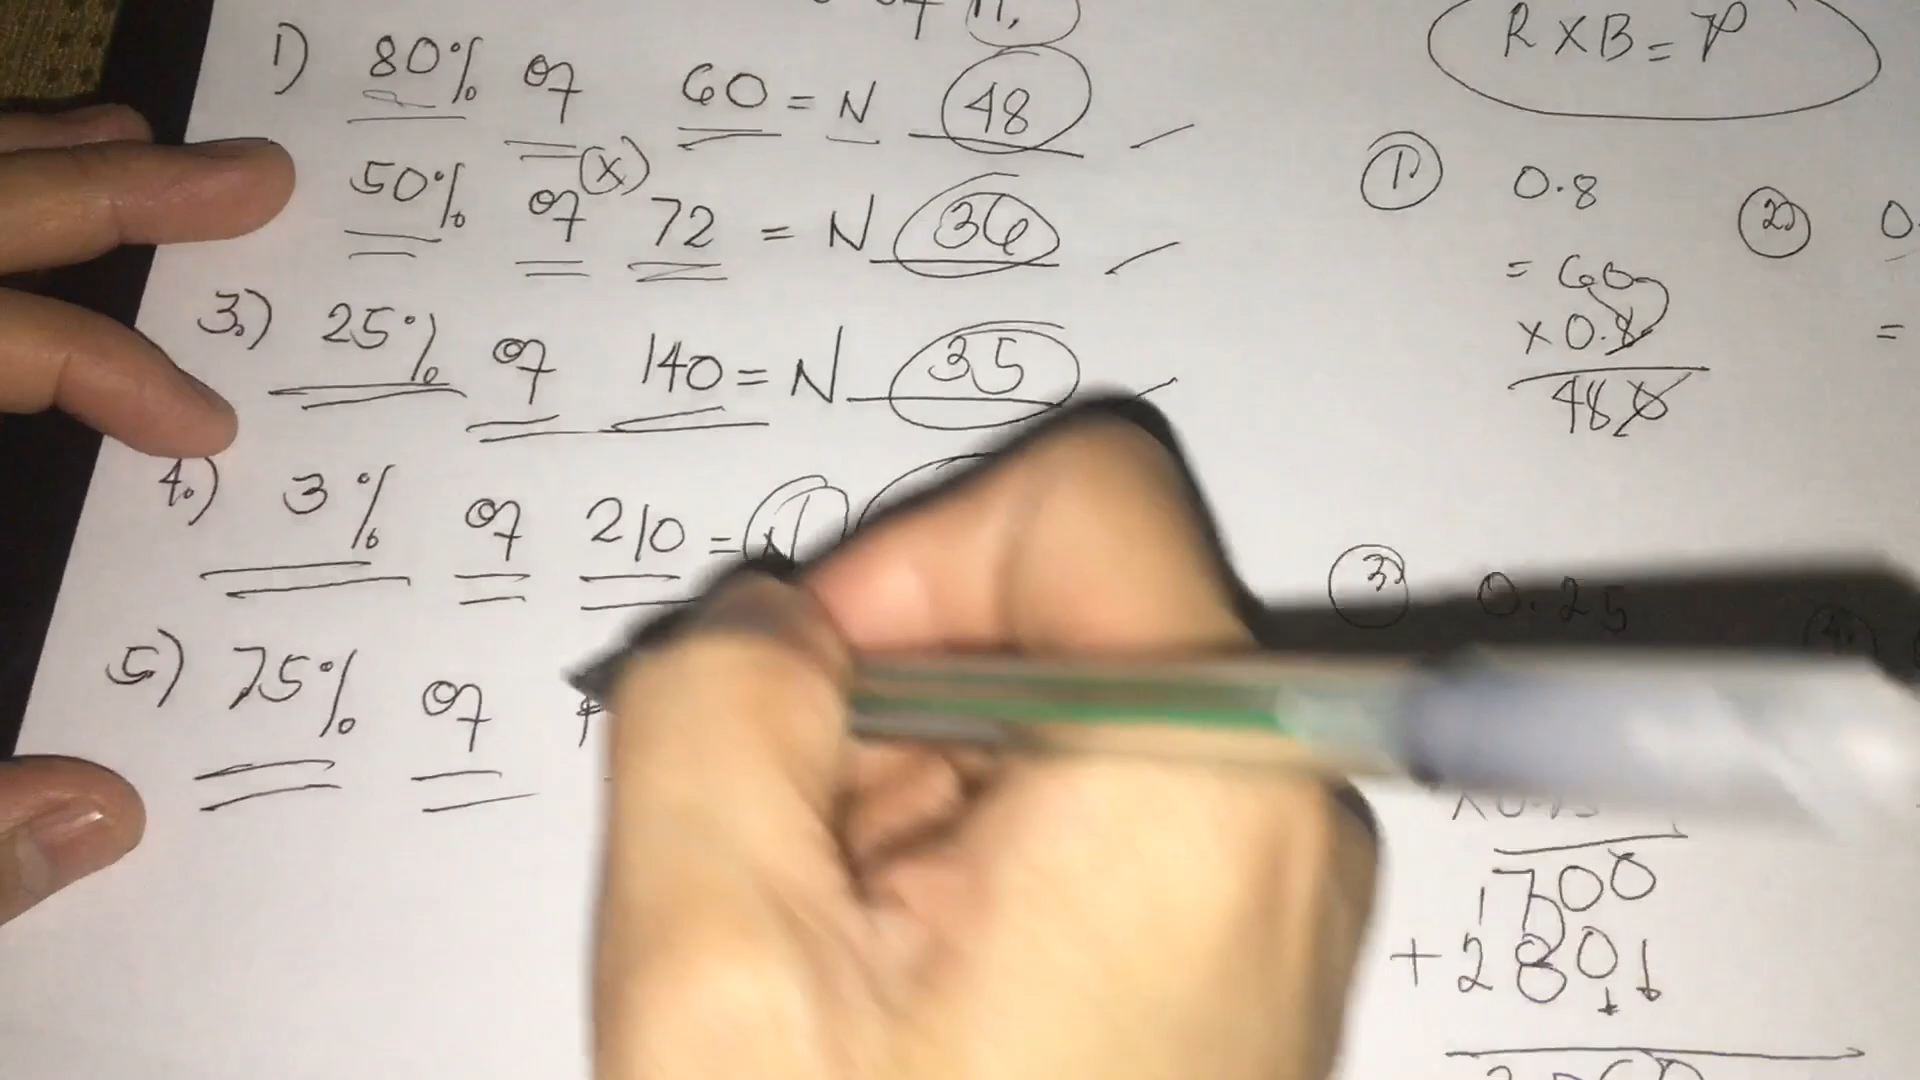 1) 80% of 60 = N 48
50% of (x) 72 = N 36
3.) 25% of 140 = N 35
4.) 3% of 210 = N
5.) 75% of
R X B = P
1. 0.8
= 60
x 0.8
480
2)
=
3) 0.25
1700
+ 280